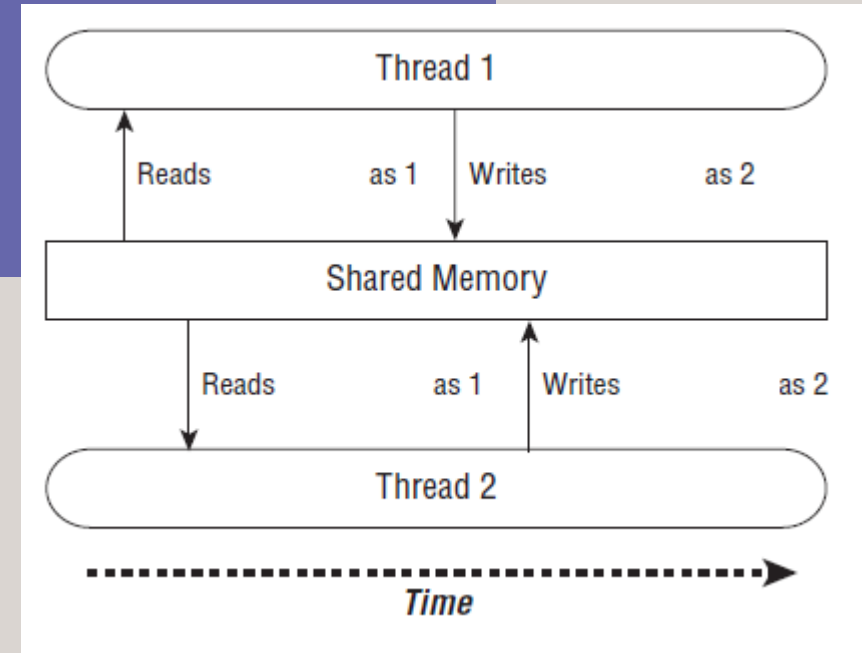 Thread 1
Reads as 1 Writes as 2
Shared Memory
Reads as 1 Writes as 2
Thread 2
Time